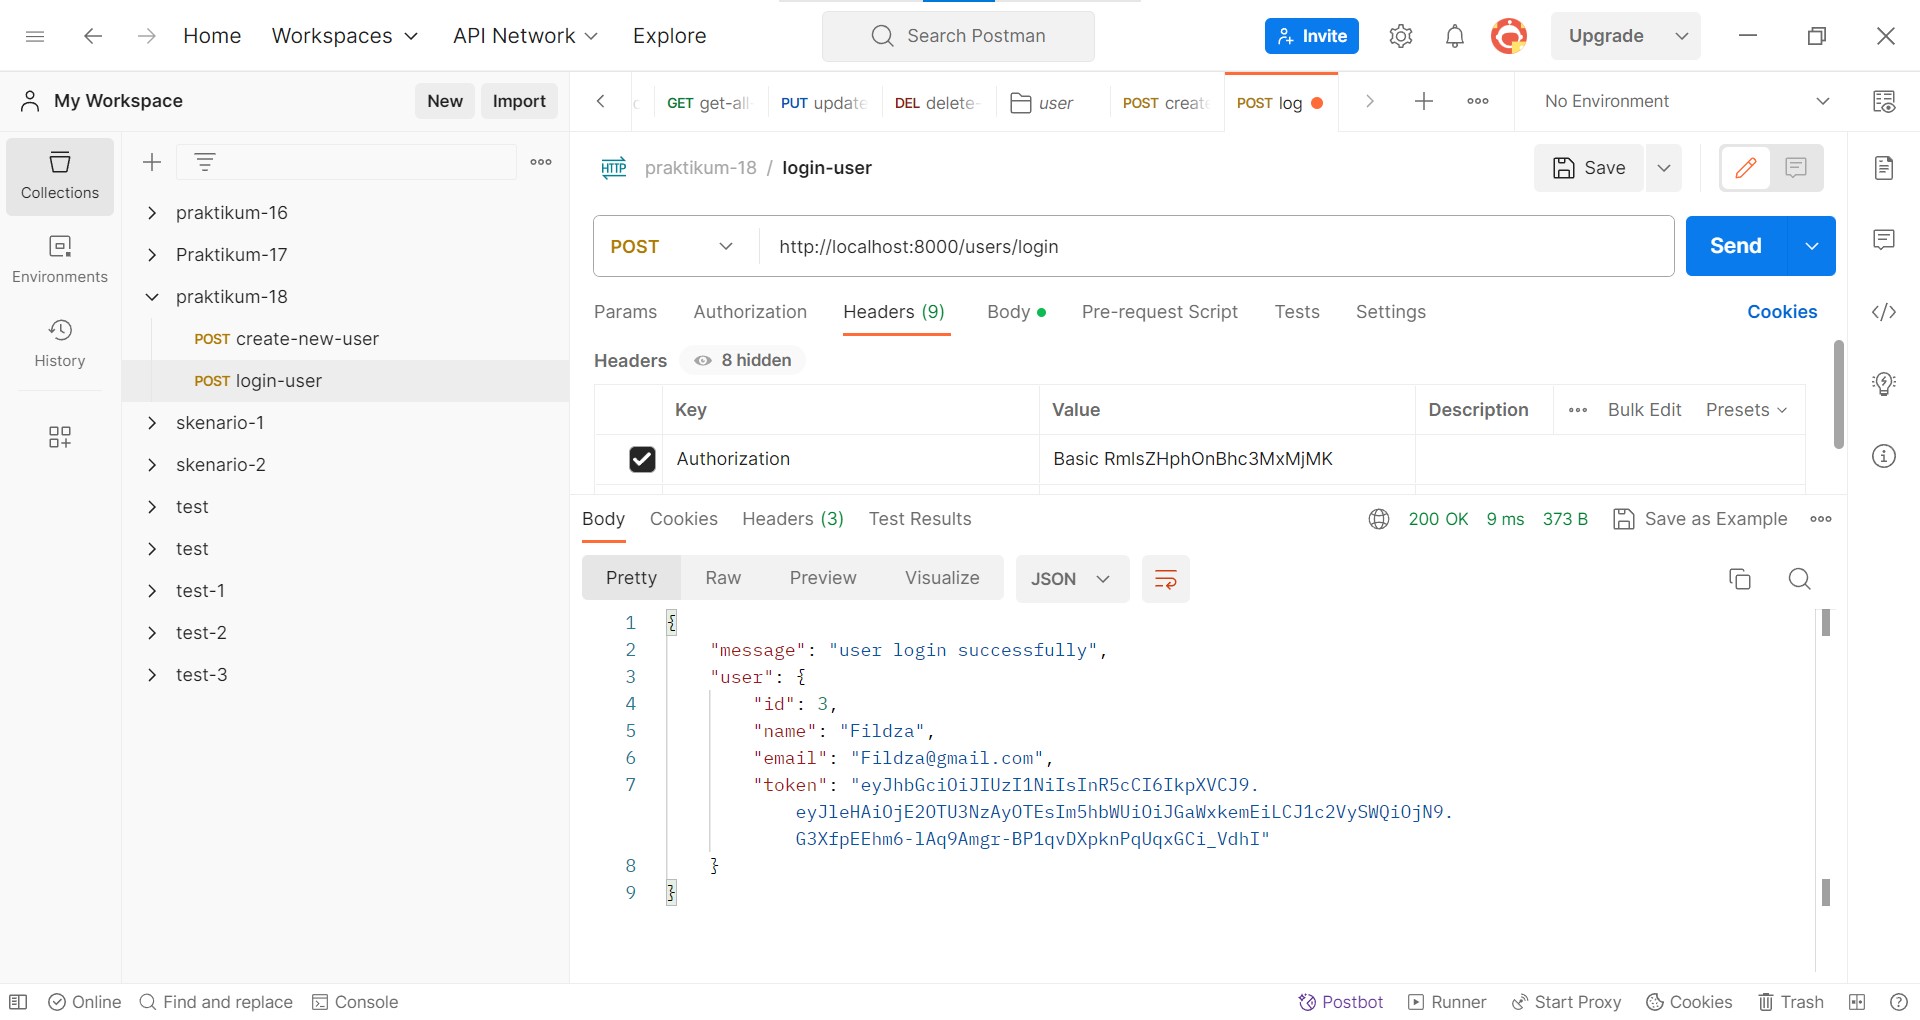 Home
Workspaces
API Network
Explore
Search Postman
Invite
Upgrade
My Workspace
New
Import
GET get-all-
PUT update
DEL delete-
user
POST create
POST log
No Environment
Collections
Environments
History
praktikum-16
Praktikum-17
praktikum-18
POST create-new-user
POST login-user
skenario-1
skenario-2
test
test
test-1
test-2
test-3
HTTP praktikum-18 / login-user
Save
POST
http://localhost:8000/users/login
Send
Params
Authorization
Headers (9)
Body
Pre-request Script
Tests
Settings
Cookies
Headers
8 hidden
Key
Value
Description
Bulk Edit
Presets
Authorization
Basic RmlsZHphOnBhc3MxMjMK
Body
Cookies
Headers (3)
Test Results
200 OK
9 ms
373 B
Save as Example
Pretty
Raw
Preview
Visualize
JSON
1 {
2 "message": "user login successfully",
3 "user": {
4 "id": 3,
5 "name": "Fildza",
6 "email": "Fildza@gmail.com",
7 "token": "eyJhbGciOiJIUzI1NiIsInR5cCI6IkpXVCJ9.
eyJleHAiOjE2OTU3NzAyOTEsIm5hbWUiOiJGaWxkemEiLCJ1c2VySWQiOjN9.
G3XfpEEhm6-lAq9Amgr-BP1qvDXpknPqUqxGCi_VdhI"
8 }
9 }
Online
Find and replace
Console
Postbot
Runner
Start Proxy
Cookies
Trash